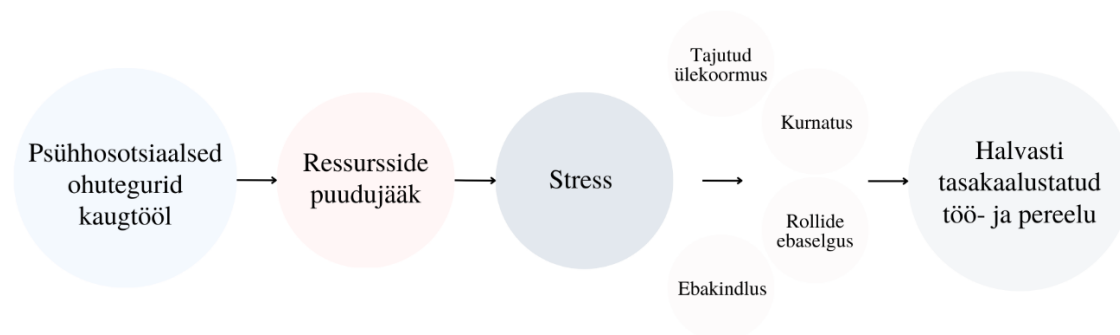 Psühhosotsiaalsed
ohutegurid
kaugtööl
Ressursside
puudujääk
Stress
Tajutud
ülekoormus
Kurnatus
Rollide
ebaselgus
Ebakindlus
Halvasti
tasakaalustatud
töö- ja pereelu